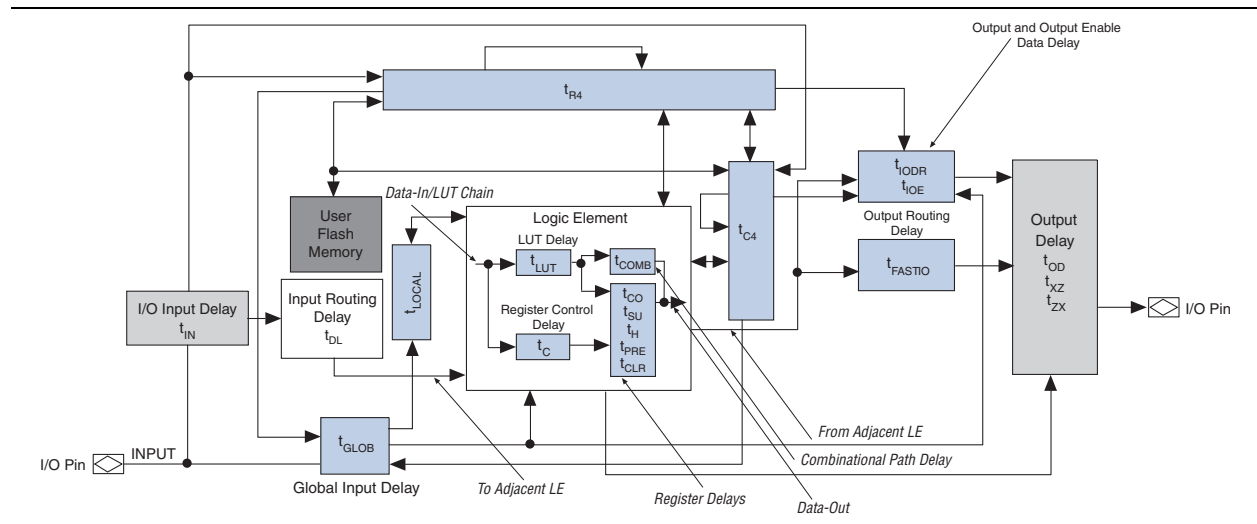 Output and Output Enable
Data Delay
tR4
Data-In/LUT Chain
User
Flash
Memory
tLOCAL
Logic Element
LUT Delay
tLUT
tCOMB
Register Control
Delay
tC
tCO
tSU
tH
tPRE
tCLR
tC4
tIODR
tIOE
Output Routing
Delay
tFASTIO
Output
Delay
tOD
tXZ
tZX
I/O Pin
I/O Input Delay
tIN
Input Routing
Delay
tDL
From Adjacent LE
Combinational Path Delay
tGLOB
I/O Pin
INPUT
Global Input Delay
To Adjacent LE
Register Delays
Data-Out